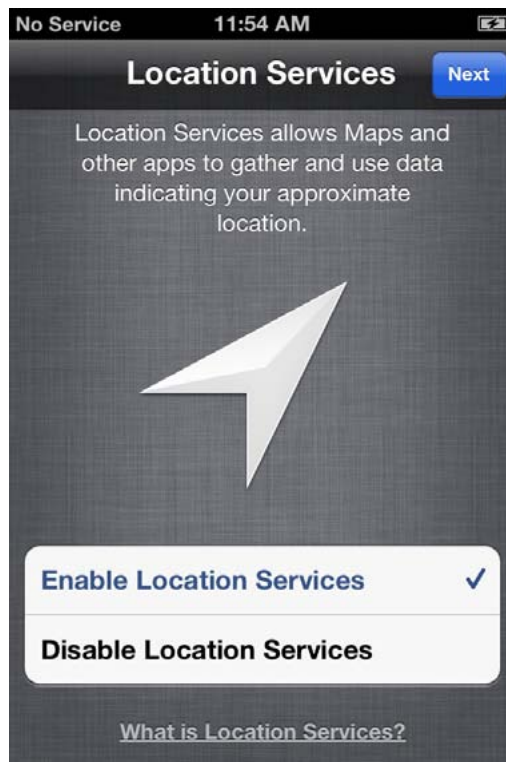 No Service 11:54 AM
Location Services Next
Location Services allows Maps and
other apps to gather and use data
indicating your approximate
location.
Enable Location Services
Disable Location Services
What is Location Services?